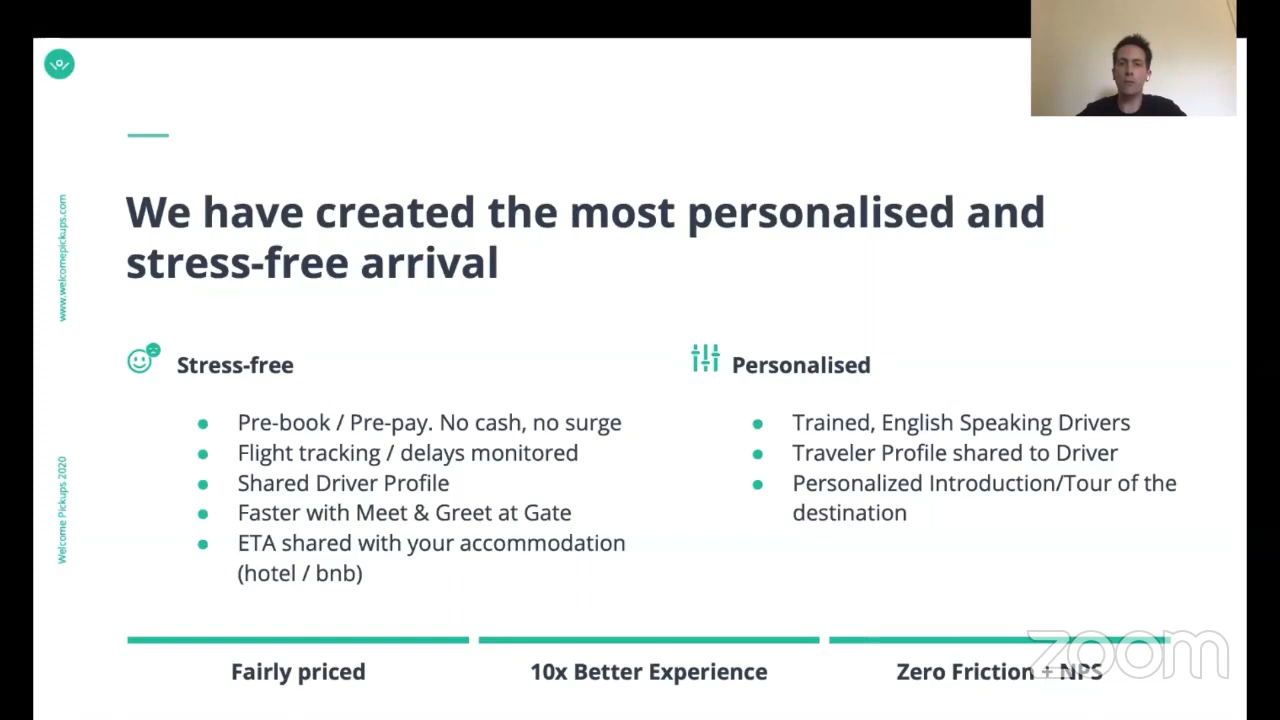 www.welcomepickups.com
Welcome Pickups 2020
We have created the most personalised and
stress-free arrival
Stress-free
Pre-book / Pre-pay. No cash, no surge
Flight tracking / delays monitored
Shared Driver Profile
Faster with Meet & Greet at Gate
ETA shared with your accommodation
(hotel / bnb)
Personalised
Trained, English Speaking Drivers
Traveler Profile shared to Driver
Personalized Introduction/Tour of the
destination
Fairly priced
10x Better Experience
Zero Friction + NPS
zoom